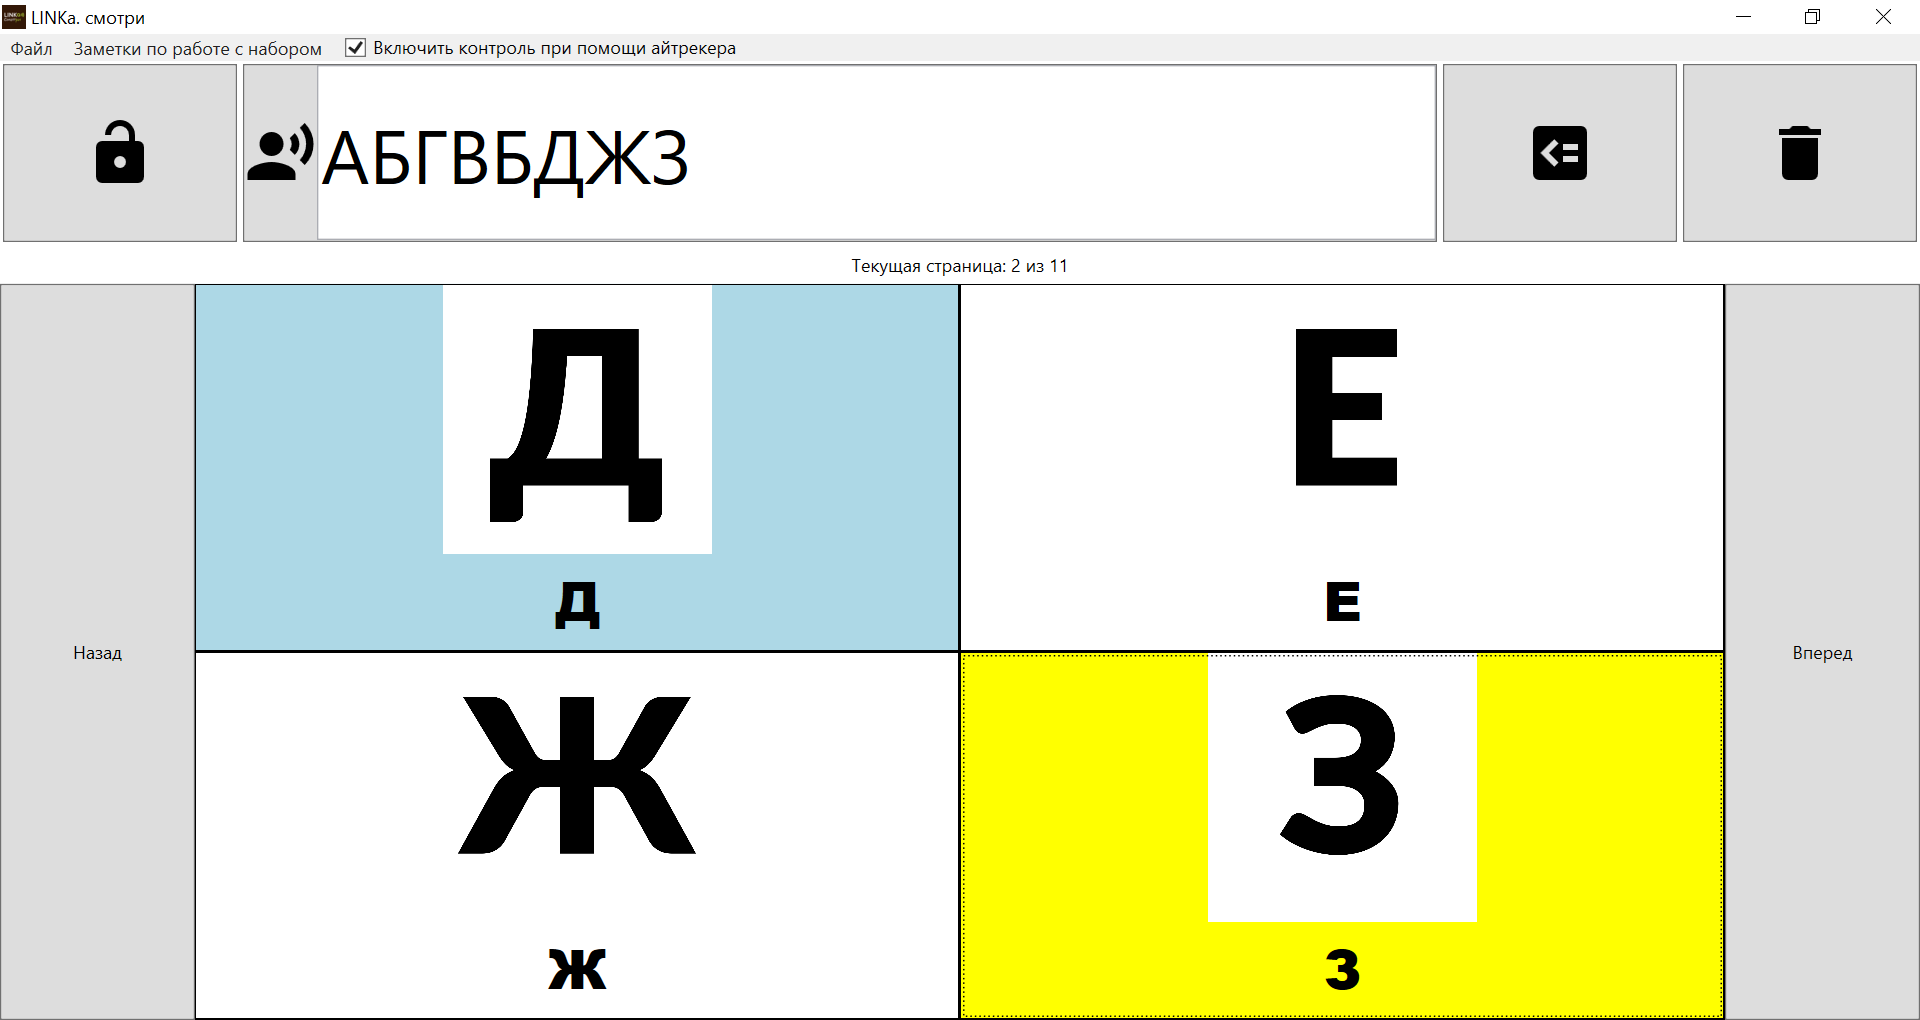 LINKa. смотри
Файл Заметки по работе с набором Включить контроль при помощи айтрекера
АБГВБДЖЗ
Текущая страница: 2 из 11
Д Е
Д Е
Назад Вперед
Ж З
Ж З